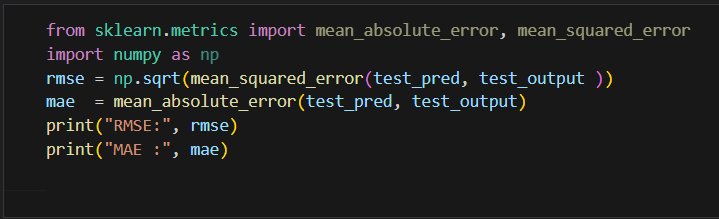 from sklearn.metrics import mean_absolute_error, mean_squared_error
import numpy as np
rmse = np.sqrt(mean_squared_error(test_pred, test_output ))
mae  = mean_absolute_error(test_pred, test_output)
print("RMSE:", rmse)
print("MAE :", mae)